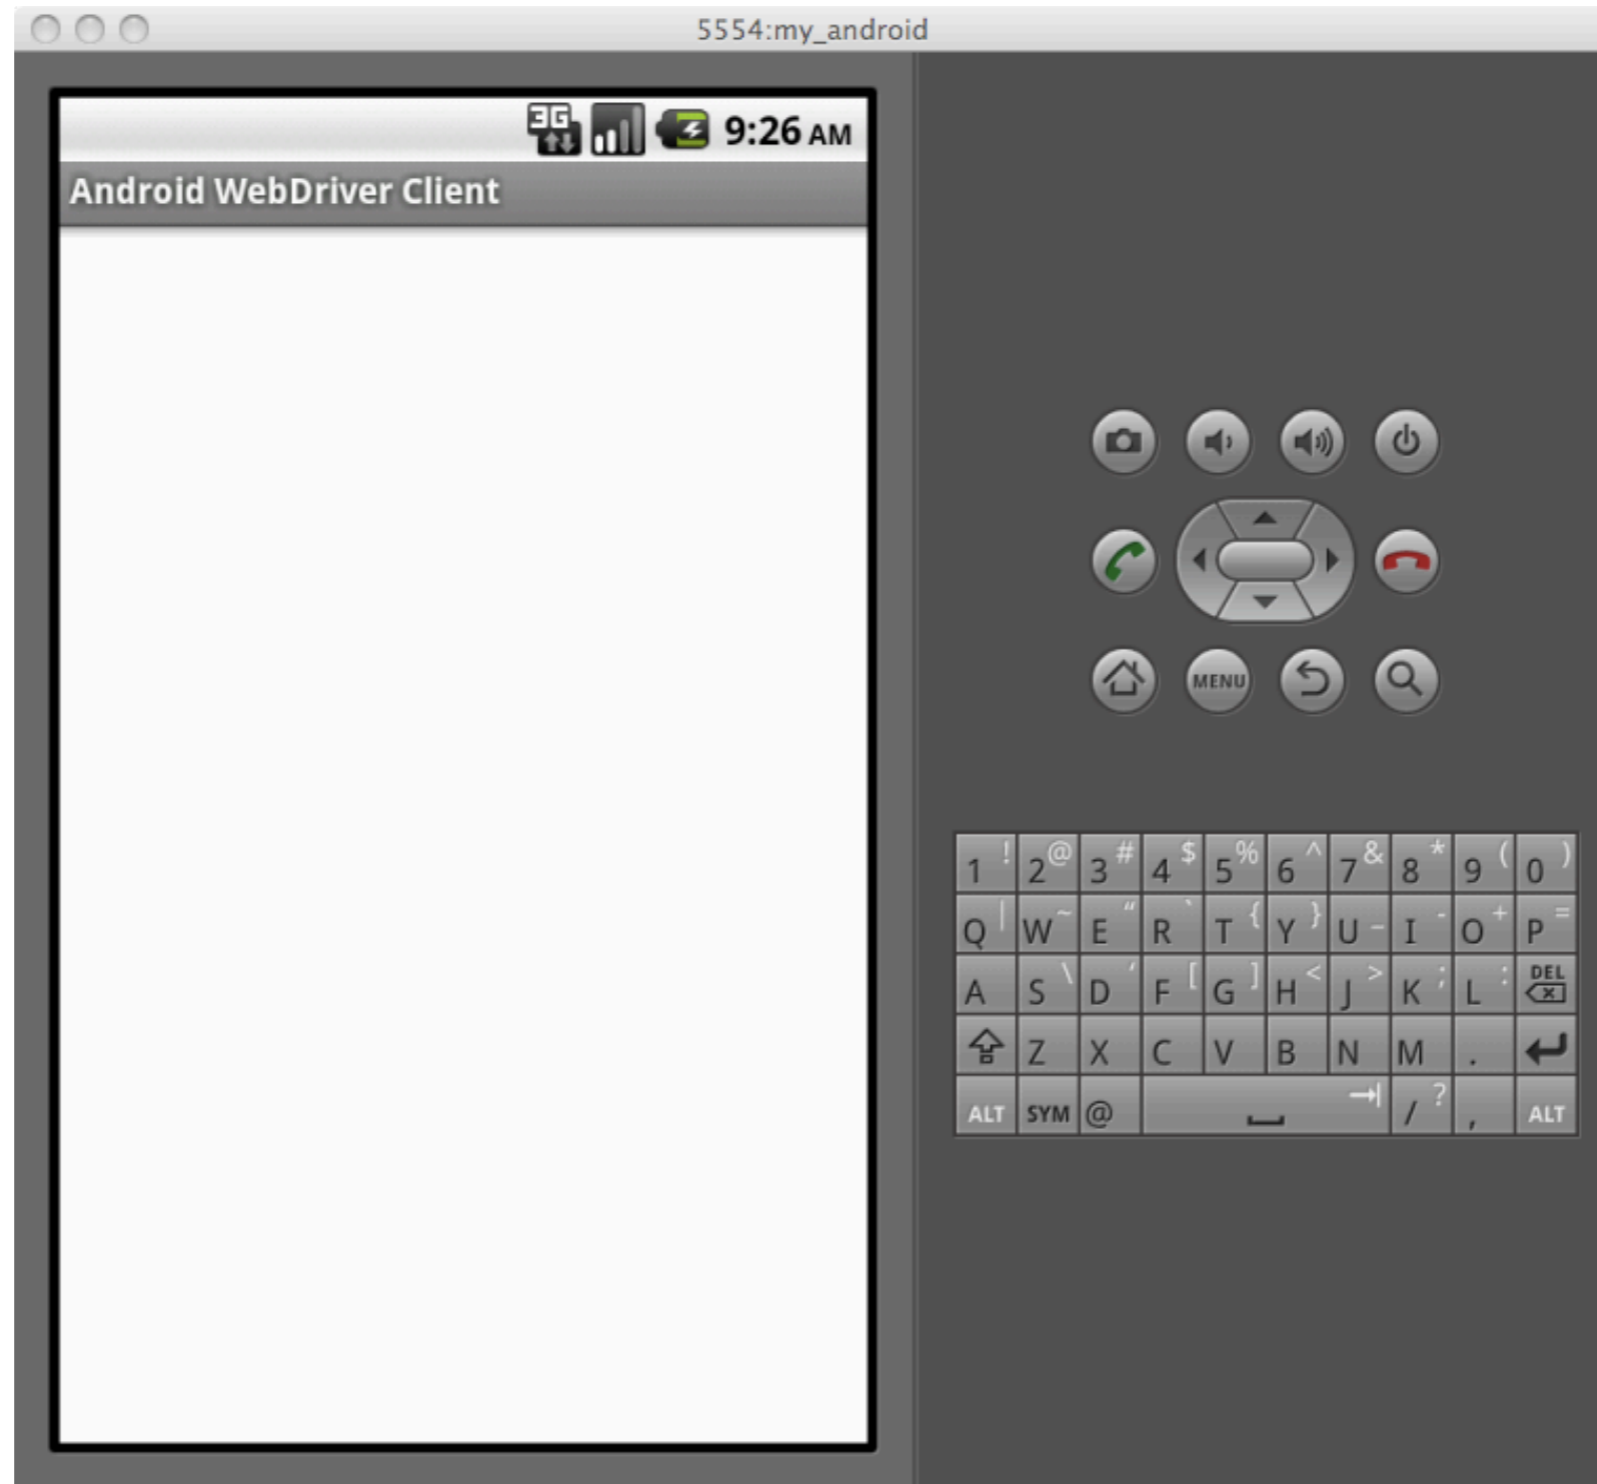 5554:my_android
3G 9:26 AM
Android WebDriver Client
MENU
1 ! 2 @ 3 # 4 $ 5 % 6 ^ 7 & 8 * 9 ( 0 )
Q | W ~ E " R ` T { Y } U _ I - O + P =
A S \ D ' F [ G ] H < J > K ; L : DEL
Z X C V B N M .
ALT SYM @ / ? , ALT